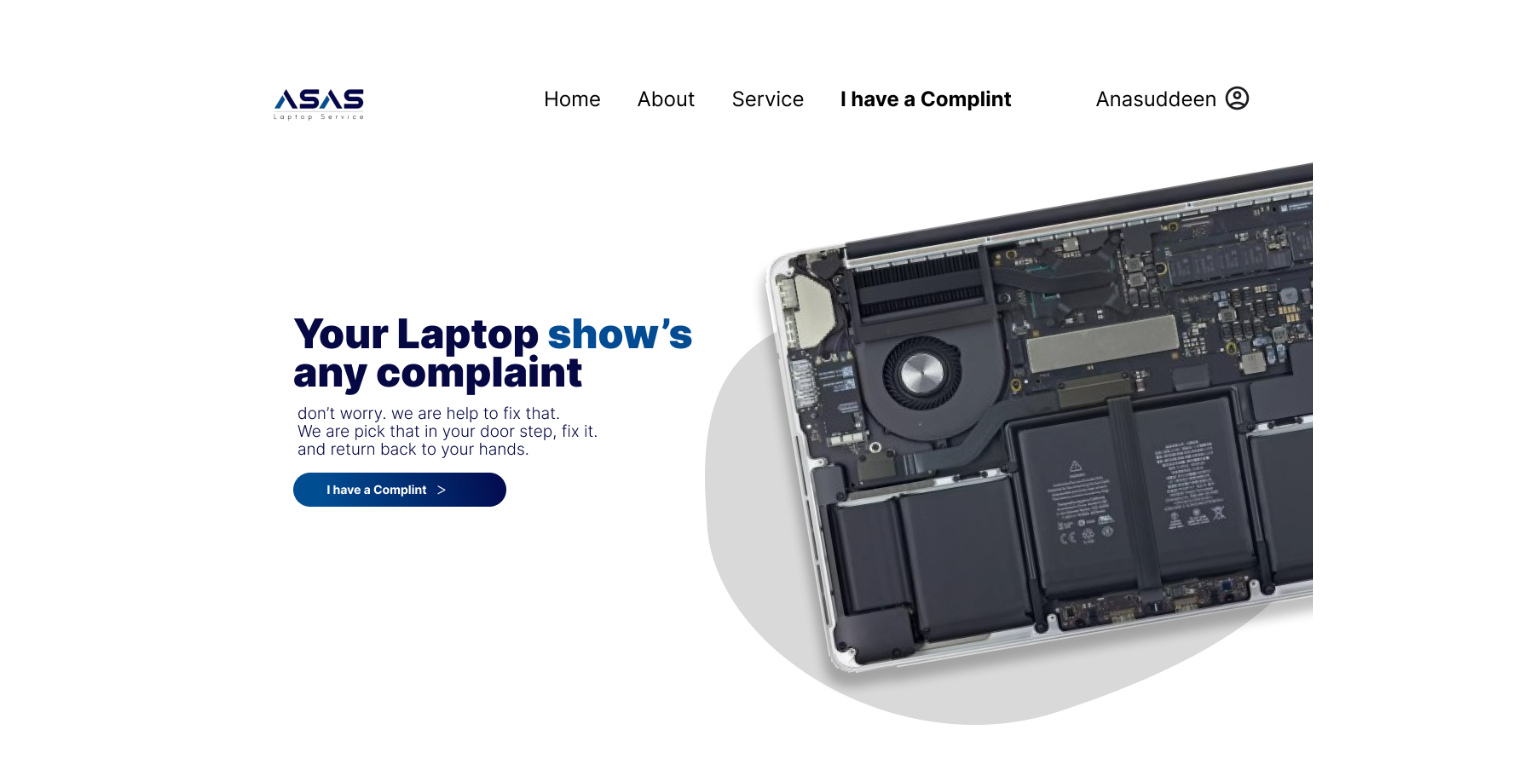 ASAS
Laptop Service
Home
About
Service
I have a Complint
Anasuddeen
Your Laptop show’s
any complaint
don’t worry. we are help to fix that.
We are pick that in your door step, fix it.
and return back to your hands.
I have a Complint >